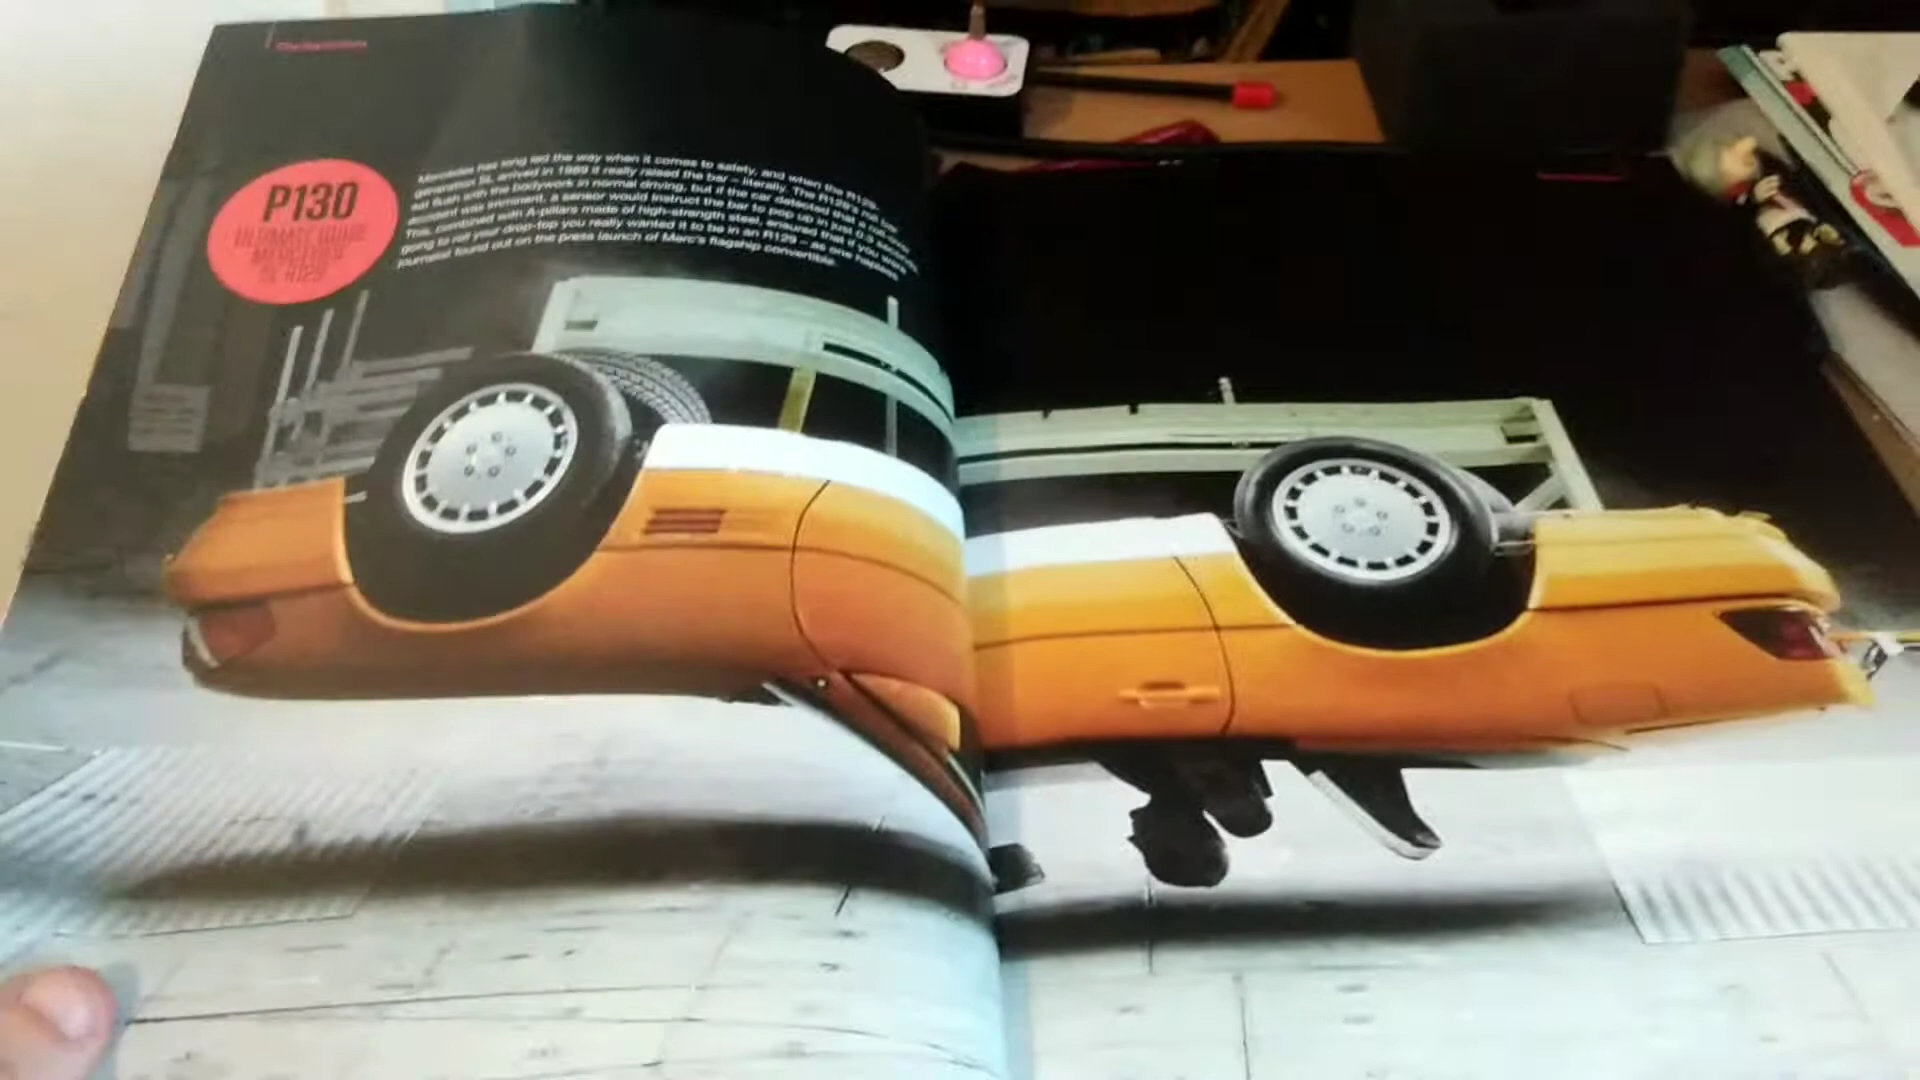 P130
ULTIMATE GUIDE
MERCEDES
SL R129
Mercedes has long led the way when it comes to safety, and when the R129-
generation SL arrived in 1989 it really raised the bar – literally. The R129's roll bar
sat flush with the bodywork in normal driving, but if the car detected that a roll-over
accident was imminent, a sensor would instruct the bar to pop up in just 0.3 seconds.
This, combined with A-pillars made of high-strength steel, ensured that if you were
going to roll your drop-top you really wanted it to be in an R129 – as one hapless
journalist found out on the press launch of Merc's flagship convertible.